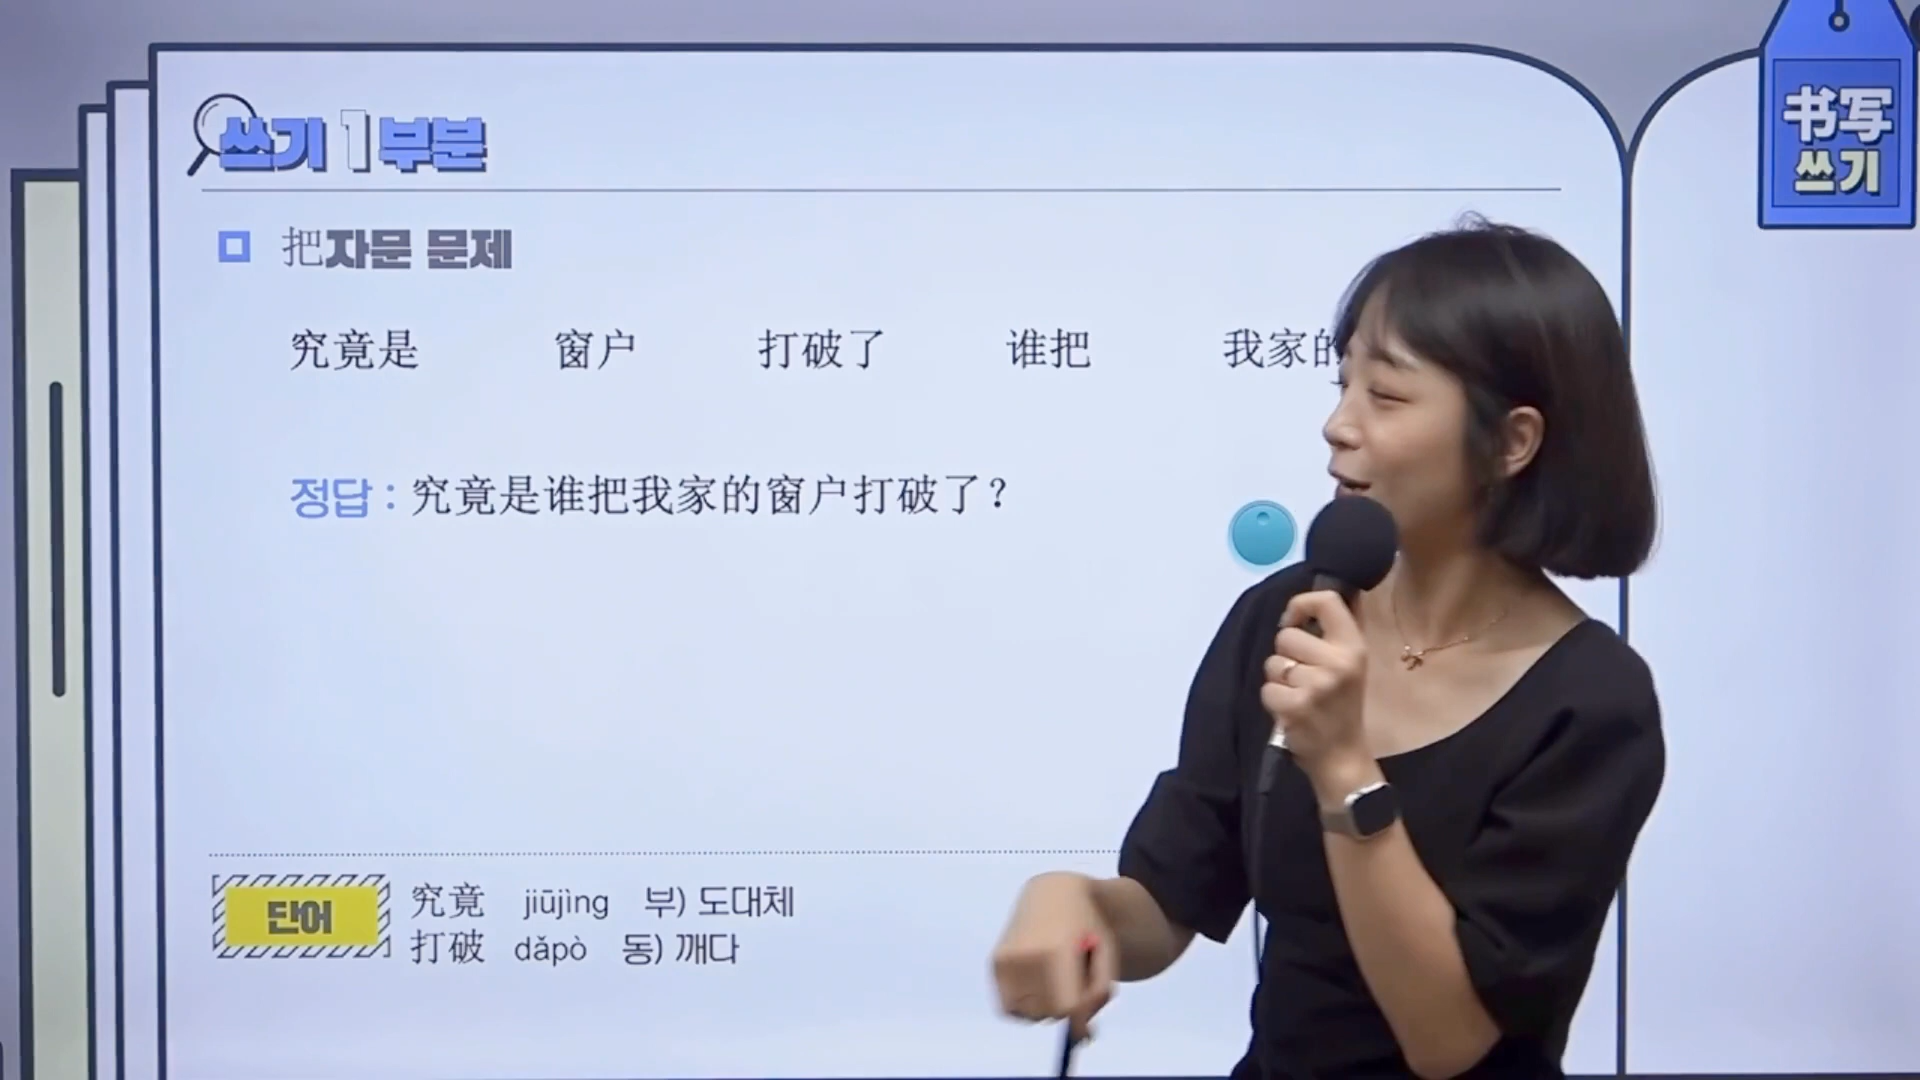 쓰기 1 부분
书写
쓰기
把자문 문제
究竟是 窗户 打破了 谁把 我家的
정답 : 究竟是谁把我家的窗户打破了?
단어
究竟 jiūjìng 부) 도대체
打破 dǎpò 동) 깨다